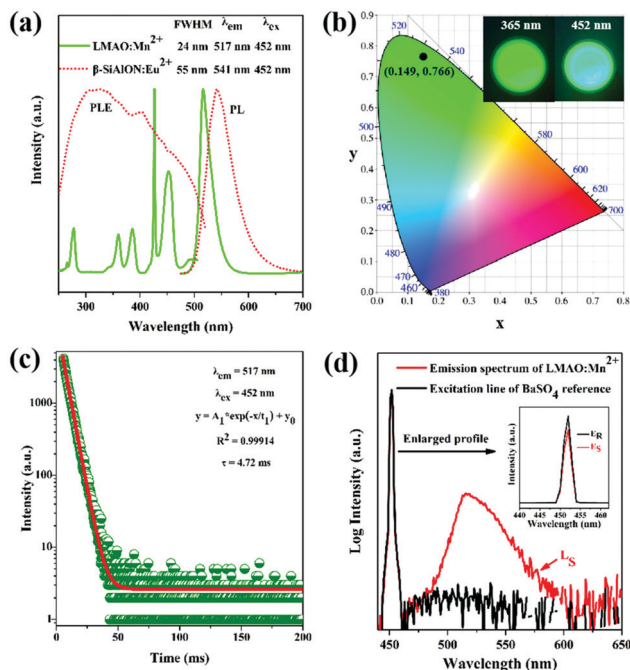 (a)
FWHM λem λex
LMAO:Mn2+ 24 nm 517 nm 452 nm
β-SiAlON:Eu2+ 55 nm 541 nm 452 nm
PLE
PL
Intensity (a.u.)
300 400 500 600 700
Wavelength (nm)
(b)
365 nm
452 nm
(0.149, 0.766)
520
540
500
580
600
620
700
490
480
470
460
380
0.9
0.8
0.7
0.6
0.5
0.4
0.3
0.2
0.1
0.0
y
0.0 0.1 0.2 0.3 0.4 0.5 0.6 0.7 0.8
x
(c)
λem = 517 nm
λex = 452 nm
y = A1*exp(-x/t1) + y0
R2 = 0.99914
τ = 4.72 ms
1000
100
10
1
Intensity (a.u.)
0 50 100 150 200
Time (ms)
(d)
Emission spectrum of LMAO:Mn2+
Excitation line of BaSO4 reference
Enlarged profile
ER
ES
Intensity (a.u.)
440 448 456 462
Wavelength (um)
LS
Log Intensity (a.u.)
450 500 550 600 650
Wavelength (nm)